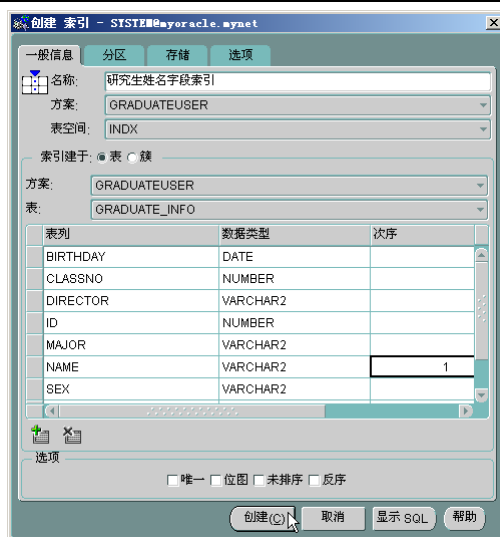 创建 索引 - SYSTEM@myoracle.mynet
一般信息 分区 存储 选项
名称: 研究生姓名字段索引
方案: GRADUATEUSER
表空间: INDX
索引建于: 表 簇
方案: GRADUATEUSER
表: GRADUATE_INFO
表列 数据类型 次序
BIRTHDAY DATE
CLASSNO NUMBER
DIRECTOR VARCHAR2
ID NUMBER
MAJOR VARCHAR2
NAME VARCHAR2 1
SEX VARCHAR2
选项
唯一 位图 未排序 反序
创建(C) 取消 显示 SQL 帮助